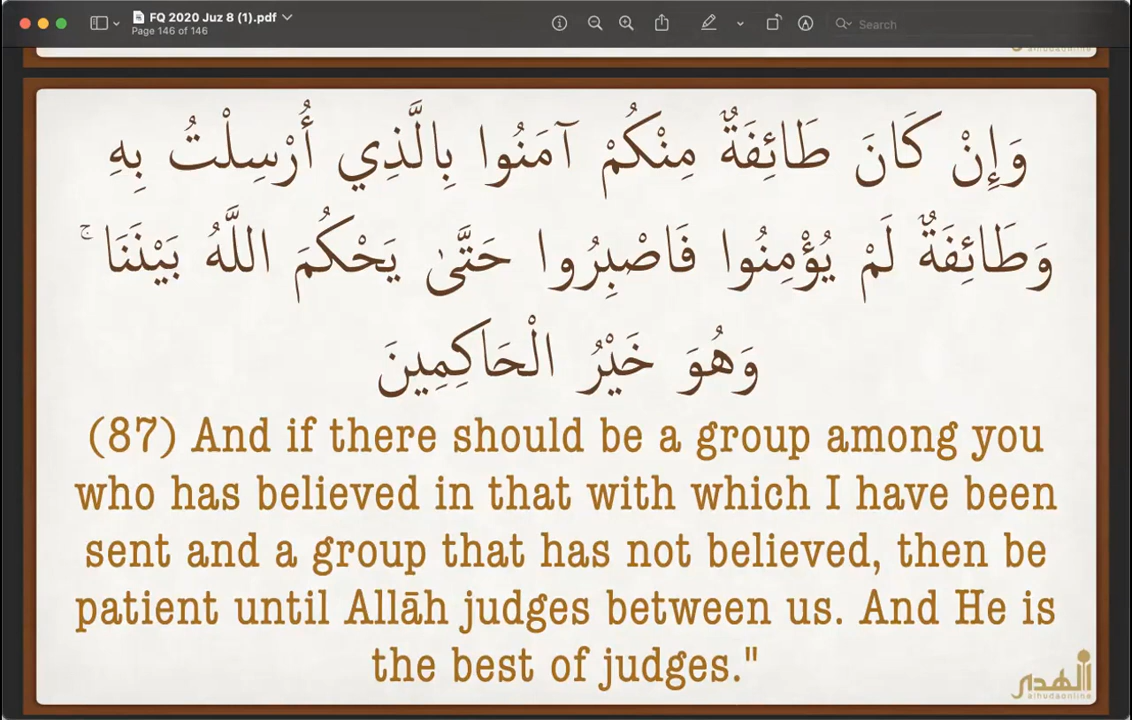 FQ 2020 Juz 8 (1).pdf
Page 146 of 146
Search
alhudaonline
وَإِنْ كَانَ طَائِفَةٌ مِنْكُمْ آمَنُوا بِالَّذِي أُرْسِلْتُ بِهِ
وَطَائِفَةٌ لَمْ يُؤْمِنُوا فَاصْبِرُوا حَتَّىٰ يَحْكُمَ اللَّهُ بَيْنَنَا ۚ
وَهُوَ خَيْرُ الْحَاكِمِينَ
(87) And if there should be a group among you
who has believed in that with which I have been
sent and a group that has not believed, then be
patient until Allāh judges between us. And He is
the best of judges."
الهدى
alhudaonline